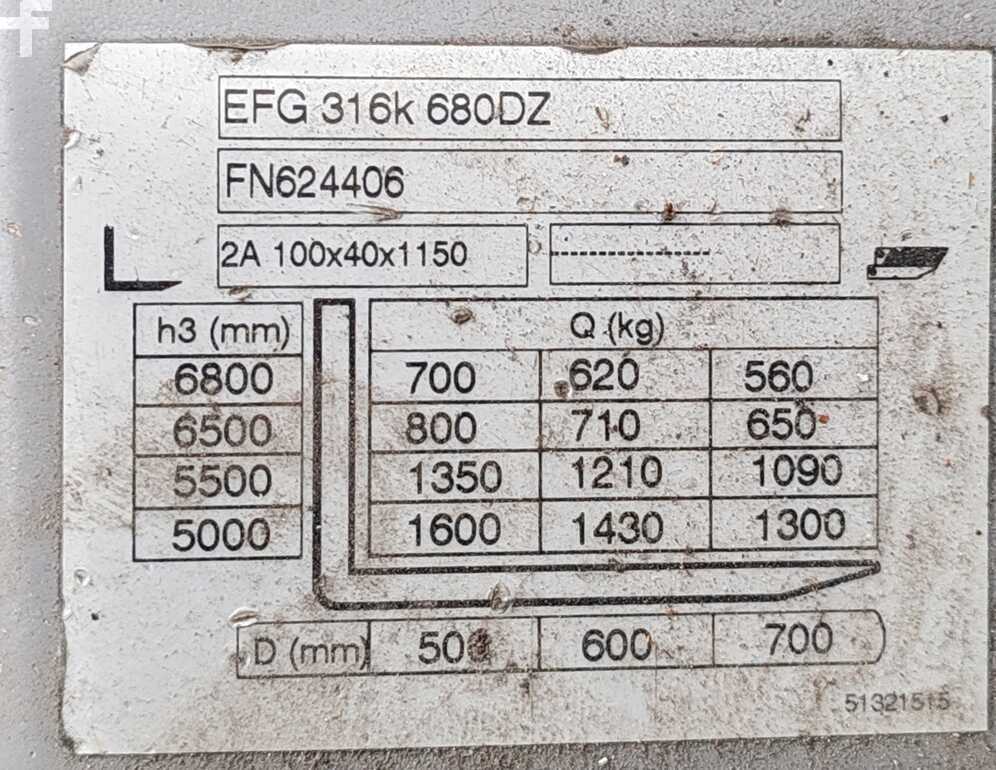 EFG 316k 680DZ
FN624406
2A 100x40x1150
h3 (mm) Q (kg)
6800 700 620 560
6500 800 710 650
5500 1350 1210 1090
5000 1600 1430 1300
D (mm) 500 600 700
51321515